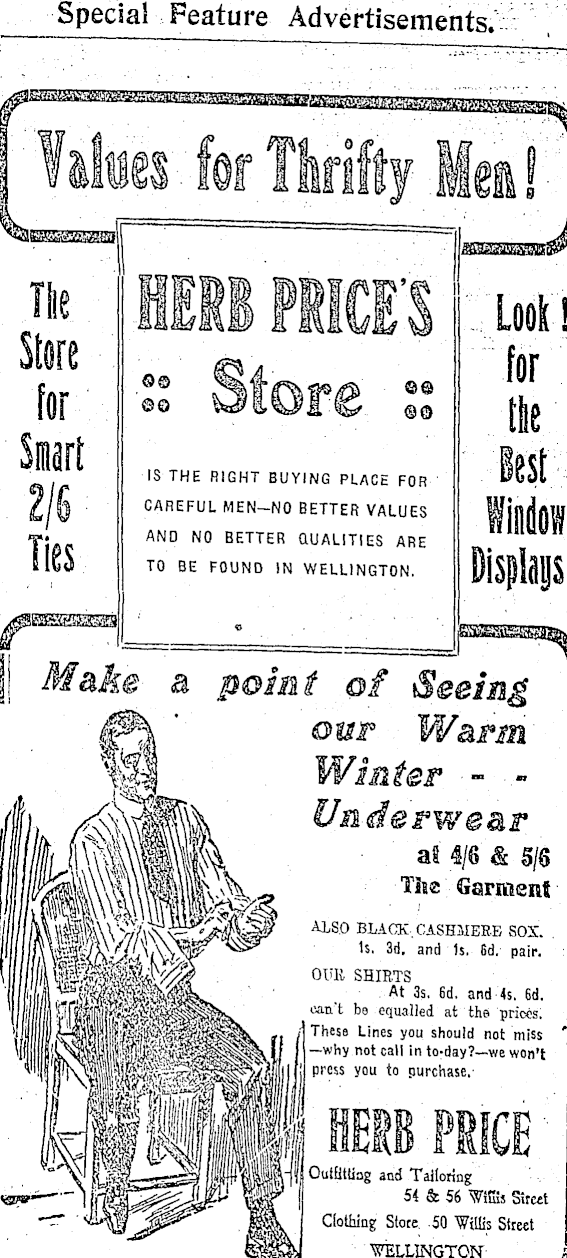 Special Feature Advertisements.
Values for Thrifty Men!
The
Store
for
Smart
2/6
Ties
HERB PRICE'S
Store
IS THE RIGHT BUYING PLACE FOR
CAREFUL MEN—NO BETTER VALUES
AND NO BETTER QUALITIES ARE
TO BE FOUND IN WELLINGTON.
Look!
for
the
Best
Window
Displays
Make a point of Seeing
our Warm
Winter - -
Underwear
at 4/6 & 5/6
The Garment
ALSO BLACK CASHMERE SOX.
1s. 3d. and 1s. 6d. pair.
OUR SHIRTS
At 3s. 6d. and 4s. 6d.
can't be equalled at the prices.
These Lines you should not miss
—why not call in to-day?—we won't
press you to purchase.
HERB PRICE
Outfitting and Tailoring
54 & 56 Willis Street
Clothing Store 50 Willis Street
WELLINGTON